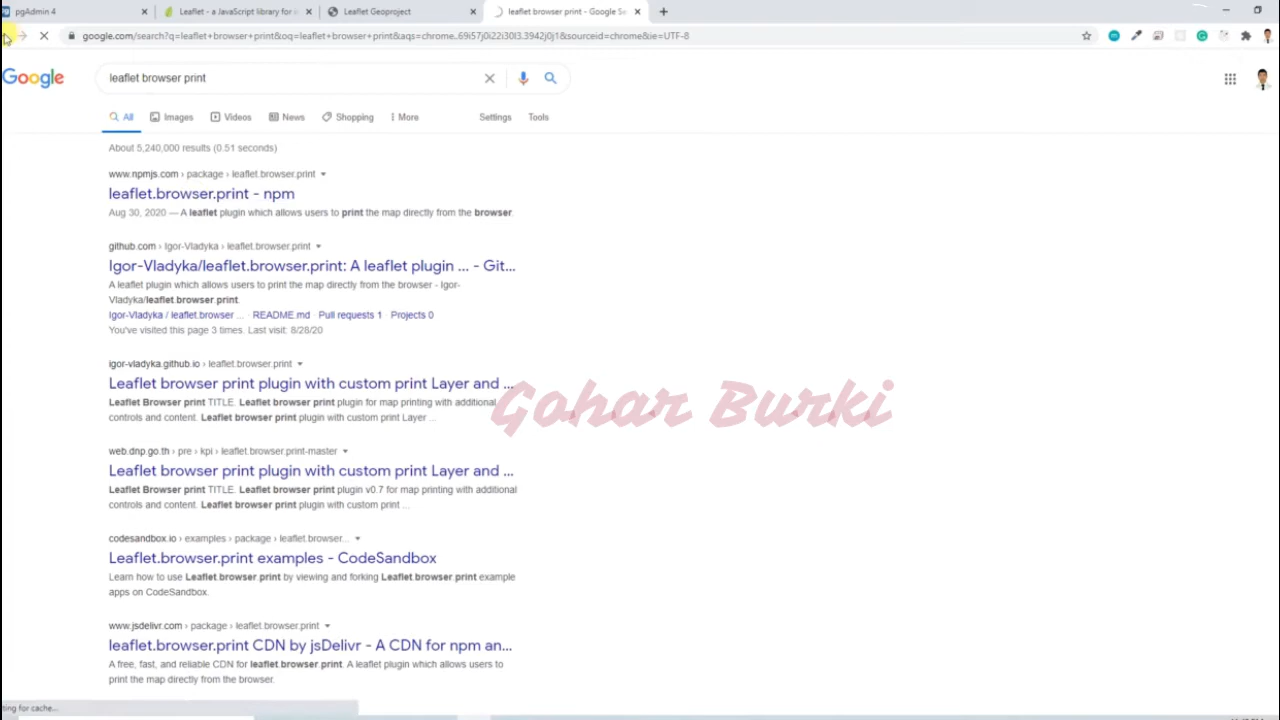 pgAdmin 4
Leaflet - a JavaScript library for i
Leaflet Geoproject
leaflet browser print - Google Se
google.com/search?q=leaflet+browser+print&oq=leaflet+browser+print&aqs=chrome..69i57j0i22i30l3.3942j0j1&sourceid=chrome&ie=UTF-8
Google
leaflet browser print
All Images Videos News Shopping More Settings Tools
About 5,240,000 results (0.51 seconds)
www.npmjs.com › package › leaflet.browser.print
leaflet.browser.print - npm
Aug 30, 2020 — A leaflet plugin which allows users to print the map directly from the browser.
github.com › Igor-Vladyka › leaflet.browser.print
Igor-Vladyka/leaflet.browser.print: A leaflet plugin ... - Git...
A leaflet plugin which allows users to print the map directly from the browser - Igor-
Vladyka/leaflet.browser.print.
Igor-Vladyka / leaflet.browser ... · README.md · Pull requests 1 · Projects 0
You've visited this page 3 times. Last visit: 8/28/20
igor-vladyka.github.io › leaflet.browser.print
Leaflet browser print plugin with custom print Layer and ...
Leaflet Browser print TITLE. Leaflet browser print plugin for map printing with additional
controls and content. Leaflet browser print plugin with custom print Layer ...
Gohar Burki
web.dnp.go.th › pre › kpi › leaflet.browser.print-master
Leaflet browser print plugin with custom print Layer and ...
Leaflet Browser print TITLE. Leaflet browser print plugin v0.7 for map printing with additional
controls and content. Leaflet browser print plugin with custom print ...
codesandbox.io › examples › package › leaflet.browser...
Leaflet.browser.print examples - CodeSandbox
Learn how to use Leaflet.browser.print by viewing and forking Leaflet.browser.print example
apps on CodeSandbox.
www.jsdelivr.com › package › leaflet.browser.print
leaflet.browser.print CDN by jsDelivr - A CDN for npm an...
A free, fast, and reliable CDN for leaflet.browser.print. A leaflet plugin which allows users to
print the map directly from the browser.
ting for cache...